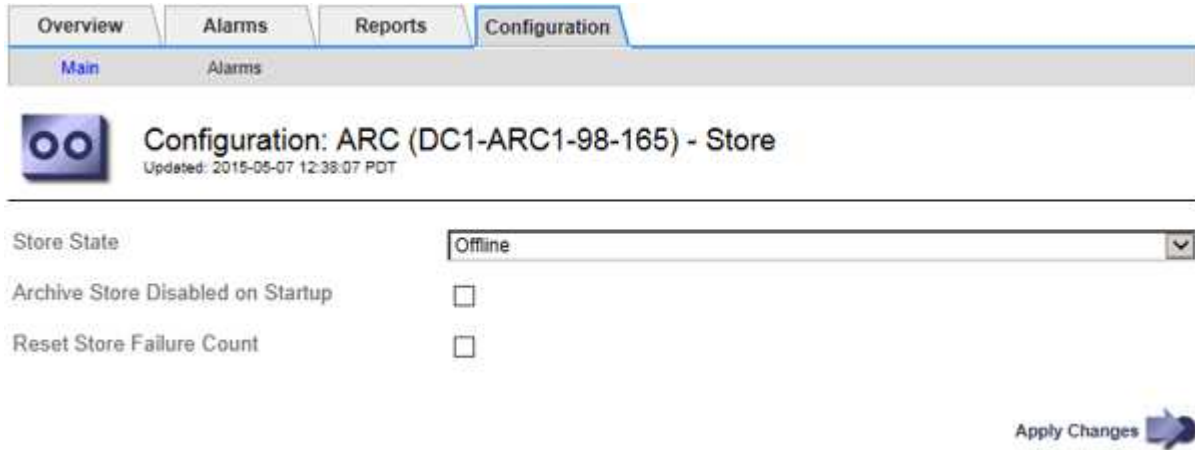 Overview Alarms Reports Configuration
Main Alarms
Configuration: ARC (DC1-ARC1-98-165) - Store
Updated: 2015-05-07 12:38:07 PDT
Store State Offline
Archive Store Disabled on Startup
Reset Store Failure Count
Apply Changes